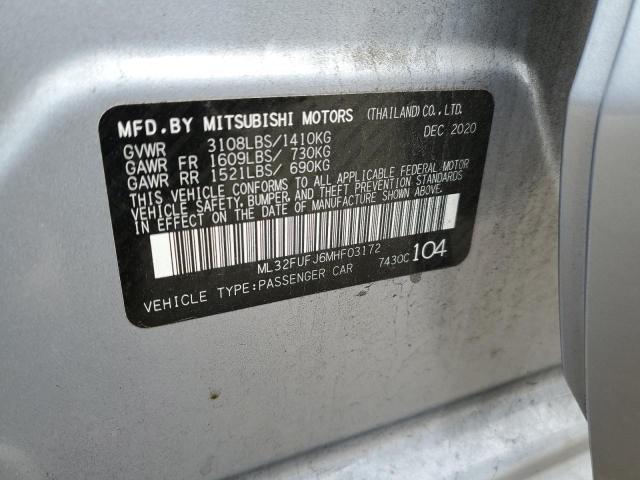 MFD.BY MITSUBISHI MOTORS (THAILAND) CO., LTD.
DEC 2020
GVWR 3108LBS/1410KG
GAWR FR 1609LBS/ 730KG
GAWR RR 1521LBS/ 690KG
THIS VEHICLE CONFORMS TO ALL APPLICABLE FEDERAL MOTOR
VEHICLE SAFETY, BUMPER, AND THEFT PREVENTION STANDARDS
IN EFFECT ON THE DATE OF MANUFACTURE SHOWN ABOVE.
ML32FUFJ6MHF03172 7430C 104
VEHICLE TYPE:PASSENGER CAR